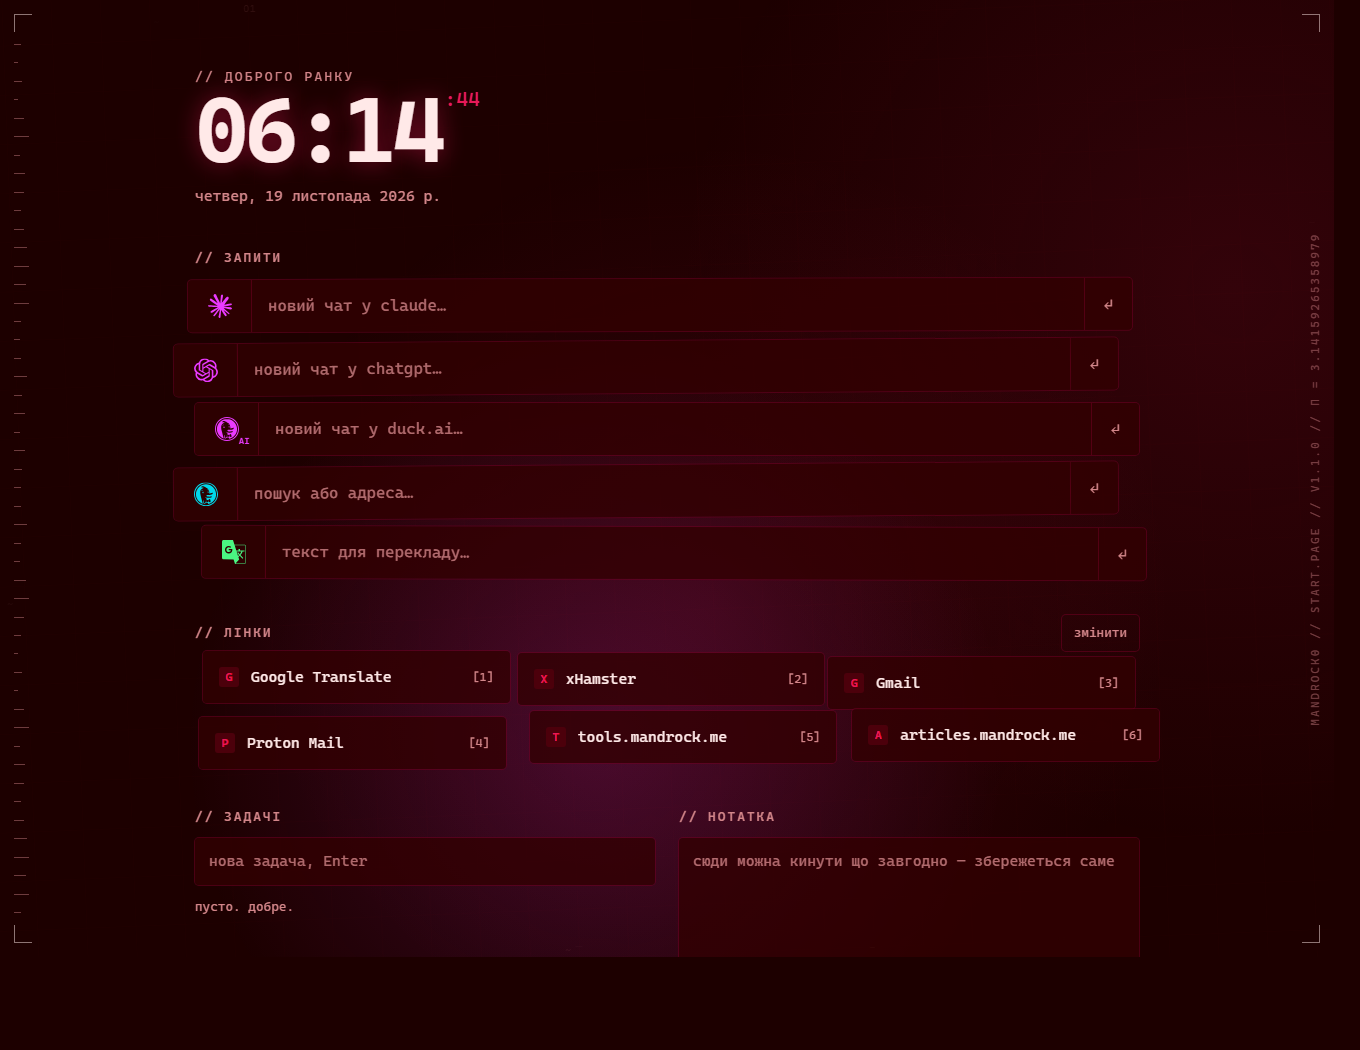 // ДОБРОГО РАНКУ
06:14:44
четвер, 19 листопада 2026 р.
// ЗАПИТИ
новий чат у claude…
новий чат у chatgpt…
AI новий чат у duck.ai…
пошук або адреса…
G 文 текст для перекладу…
// ЛІНКИ
змінити
G Google Translate [1]
X xHamster [2]
G Gmail [3]
P Proton Mail [4]
T tools.mandrock.me [5]
A articles.mandrock.me [6]
// ЗАДАЧІ
нова задача, Enter
пусто. добре.
// НОТАТКА
сюди можна кинути що завгодно — збережеться саме
MANDROCK0 // START.PAGE // V1.1.0 // Π = 3.14159265358979